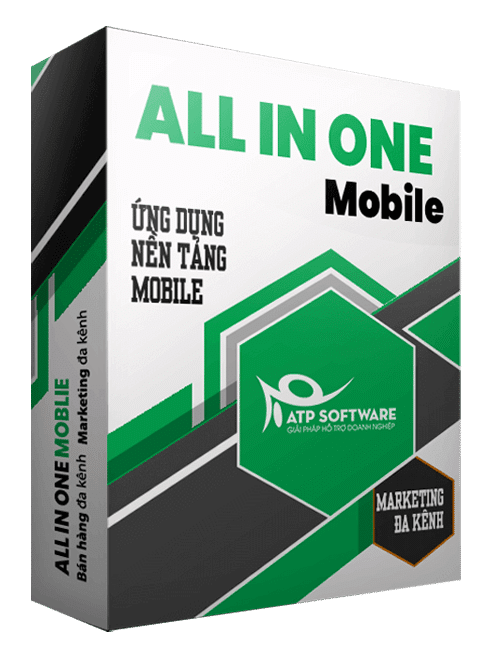 ALL IN ONE
Mobile
ỨNG DỤNG
NỀN TẢNG
MOBILE
ATP SOFTWARE
GIẢI PHÁP HỖ TRỢ DOANH NGHIỆP
MARKETING
ĐA KÊNH
ALL IN ONE MOBLIE
Bán hàng đa kênh Marketing đa kênh